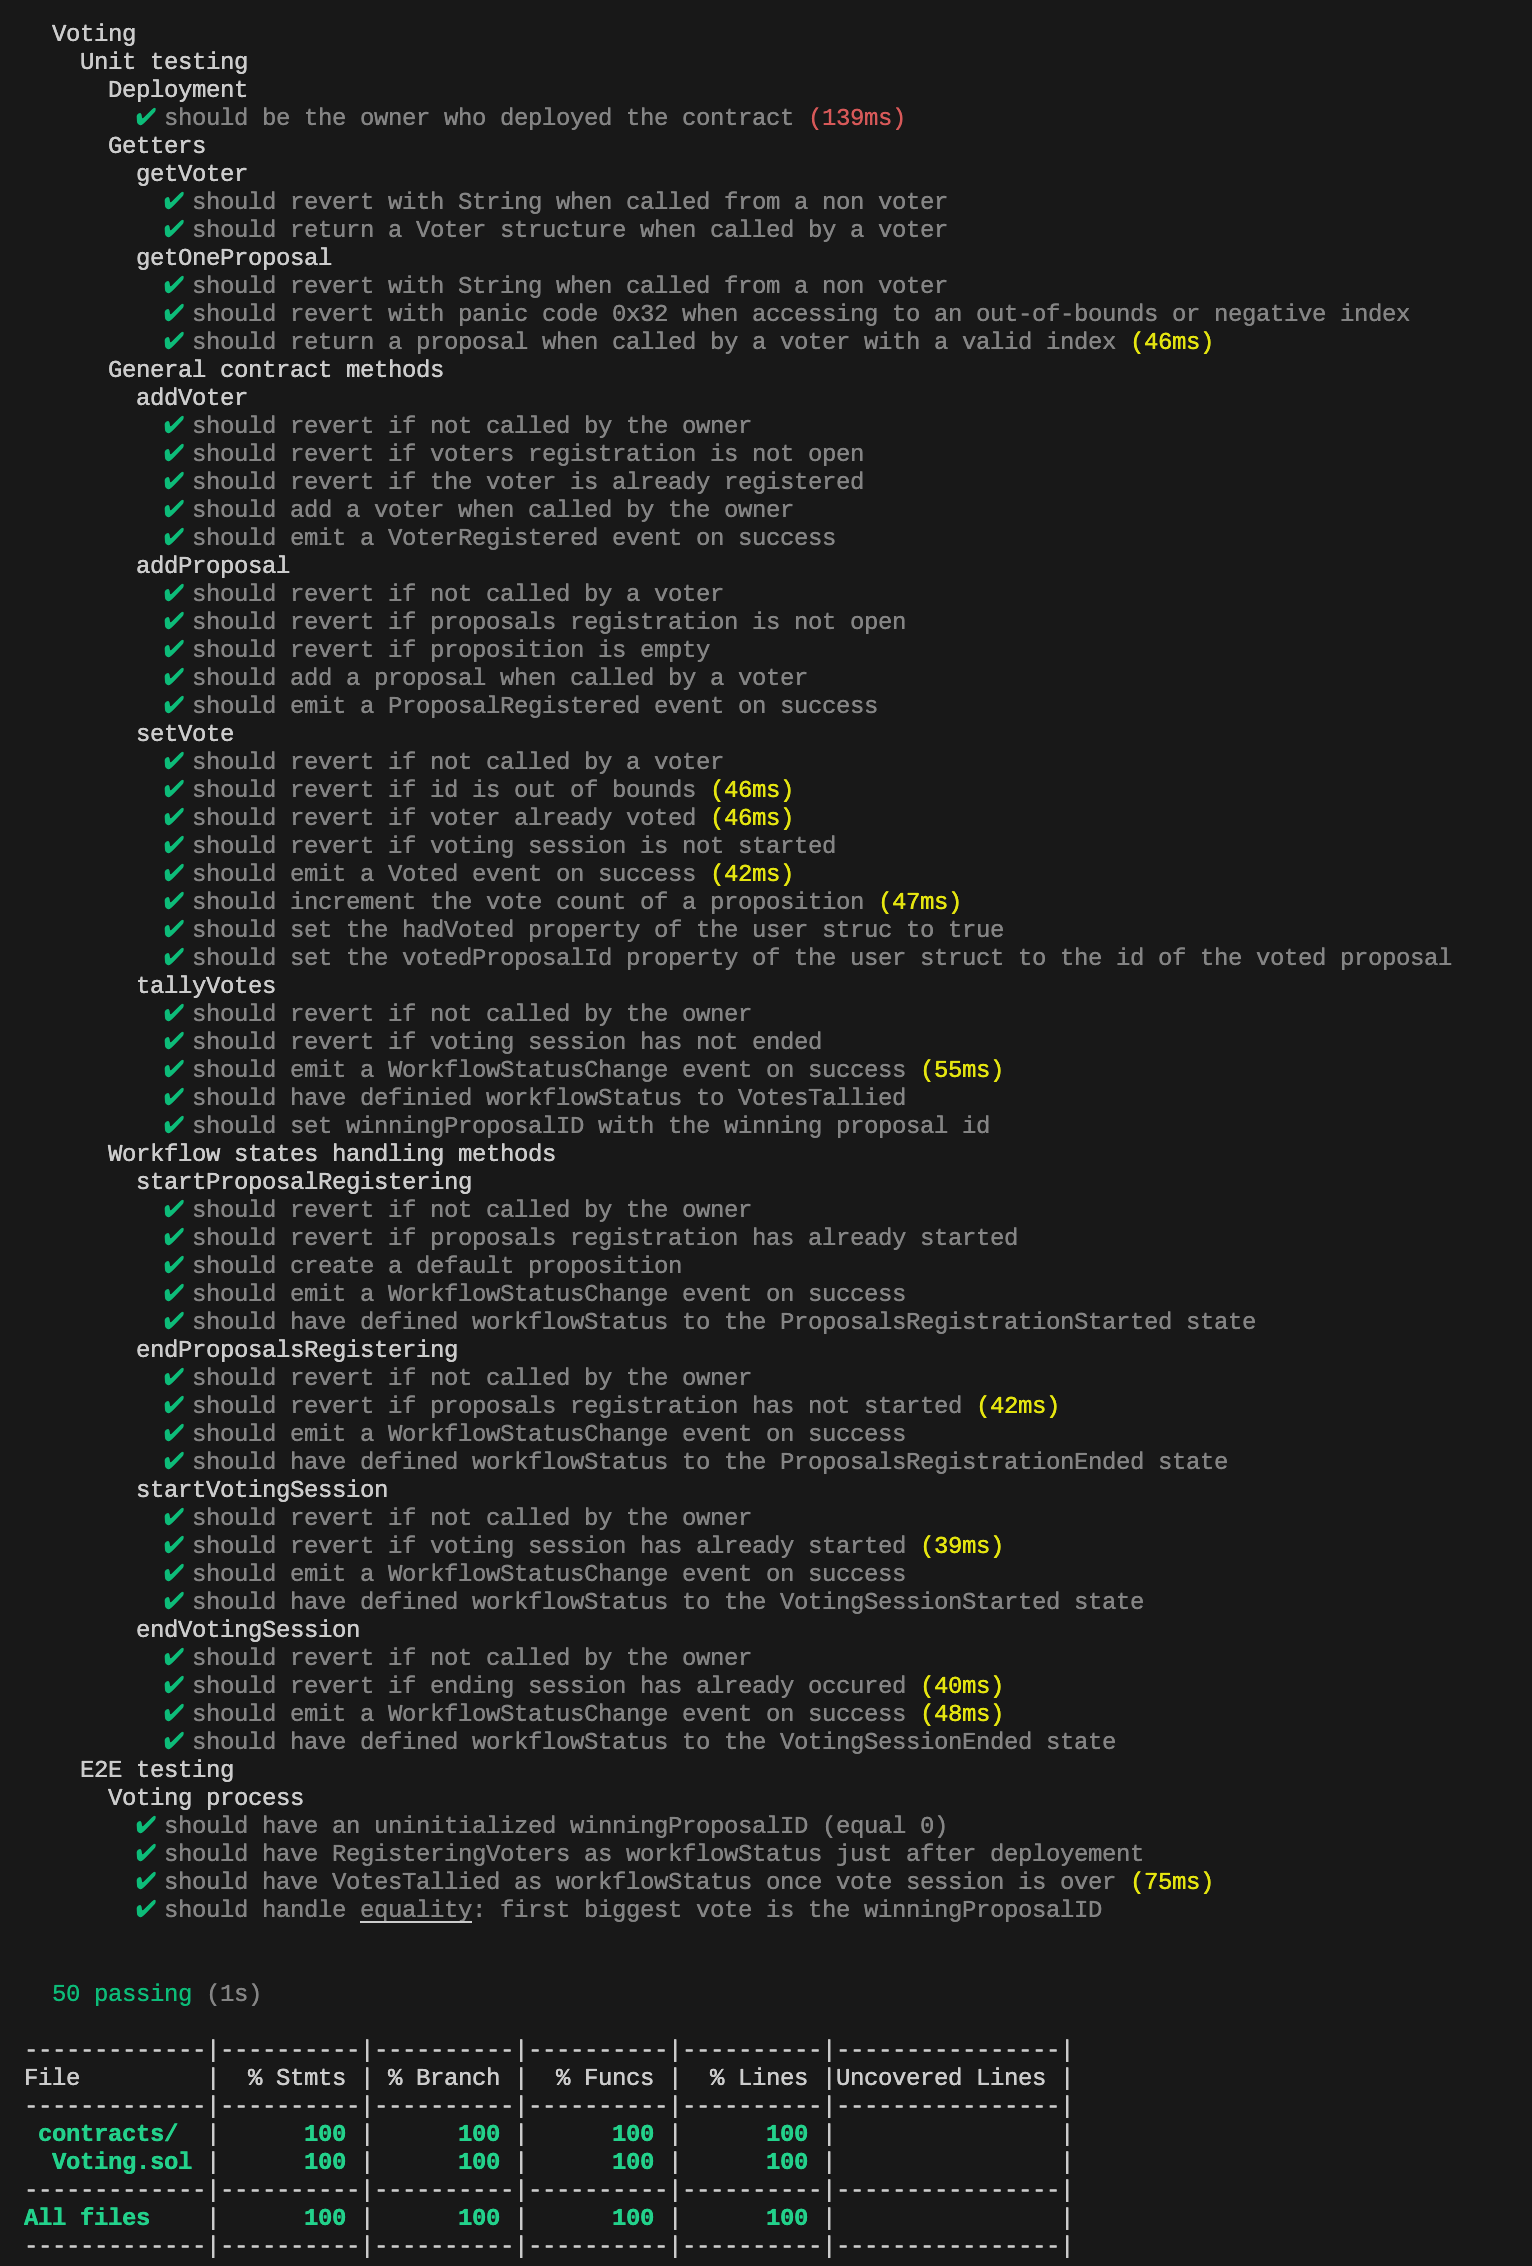 Voting
Unit testing
Deployment
✔ should be the owner who deployed the contract (139ms)
Getters
getVoter
✔ should revert with String when called from a non voter
✔ should return a Voter structure when called by a voter
getOneProposal
✔ should revert with String when called from a non voter
✔ should revert with panic code 0x32 when accessing to an out-of-bounds or negative index
✔ should return a proposal when called by a voter with a valid index (46ms)
General contract methods
addVoter
✔ should revert if not called by the owner
✔ should revert if voters registration is not open
✔ should revert if the voter is already registered
✔ should add a voter when called by the owner
✔ should emit a VoterRegistered event on success
addProposal
✔ should revert if not called by a voter
✔ should revert if proposals registration is not open
✔ should revert if proposition is empty
✔ should add a proposal when called by a voter
✔ should emit a ProposalRegistered event on success
setVote
✔ should revert if not called by a voter
✔ should revert if id is out of bounds (46ms)
✔ should revert if voter already voted (46ms)
✔ should revert if voting session is not started
✔ should emit a Voted event on success (42ms)
✔ should increment the vote count of a proposition (47ms)
✔ should set the hadVoted property of the user struc to true
✔ should set the votedProposalId property of the user struct to the id of the voted proposal
tallyVotes
✔ should revert if not called by the owner
✔ should revert if voting session has not ended
✔ should emit a WorkflowStatusChange event on success (55ms)
✔ should have definied workflowStatus to VotesTallied
✔ should set winningProposalID with the winning proposal id
Workflow states handling methods
startProposalRegistering
✔ should revert if not called by the owner
✔ should revert if proposals registration has already started
✔ should create a default proposition
✔ should emit a WorkflowStatusChange event on success
✔ should have defined workflowStatus to the ProposalsRegistrationStarted state
endProposalsRegistering
✔ should revert if not called by the owner
✔ should revert if proposals registration has not started (42ms)
✔ should emit a WorkflowStatusChange event on success
✔ should have defined workflowStatus to the ProposalsRegistrationEnded state
startVotingSession
✔ should revert if not called by the owner
✔ should revert if voting session has already started (39ms)
✔ should emit a WorkflowStatusChange event on success
✔ should have defined workflowStatus to the VotingSessionStarted state
endVotingSession
✔ should revert if not called by the owner
✔ should revert if ending session has already occured (40ms)
✔ should emit a WorkflowStatusChange event on success (48ms)
✔ should have defined workflowStatus to the VotingSessionEnded state
E2E testing
Voting process
✔ should have an uninitialized winningProposalID (equal 0)
✔ should have RegisteringVoters as workflowStatus just after deployement
✔ should have VotesTallied as workflowStatus once vote session is over (75ms)
✔ should handle equality: first biggest vote is the winningProposalID
50 passing (1s)
-------------|----------|----------|----------|----------|----------------|
File         |  % Stmts | % Branch |  % Funcs |  % Lines |Uncovered Lines |
-------------|----------|----------|----------|----------|----------------|
 contracts/  |      100 |      100 |      100 |      100 |                |
  Voting.sol |      100 |      100 |      100 |      100 |                |
-------------|----------|----------|----------|----------|----------------|
All files    |      100 |      100 |      100 |      100 |                |
-------------|----------|----------|----------|----------|----------------|